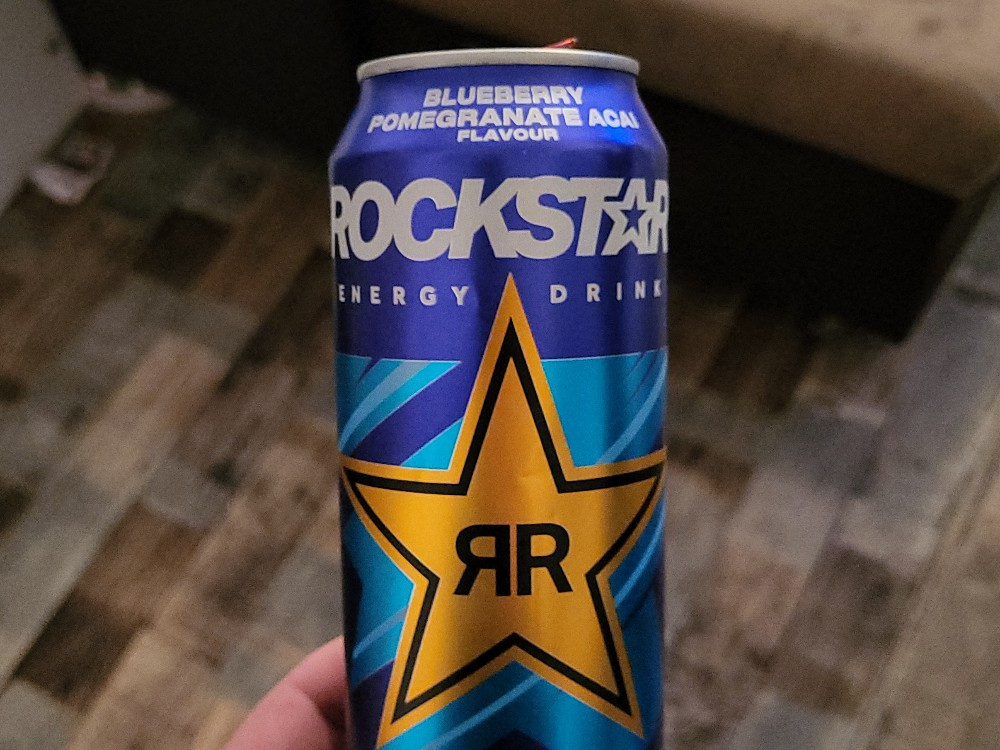 BLUEBERRY
POMEGRANATE ACAI
FLAVOUR
ROCKSTAR
ENERGY DRINK
ЯR